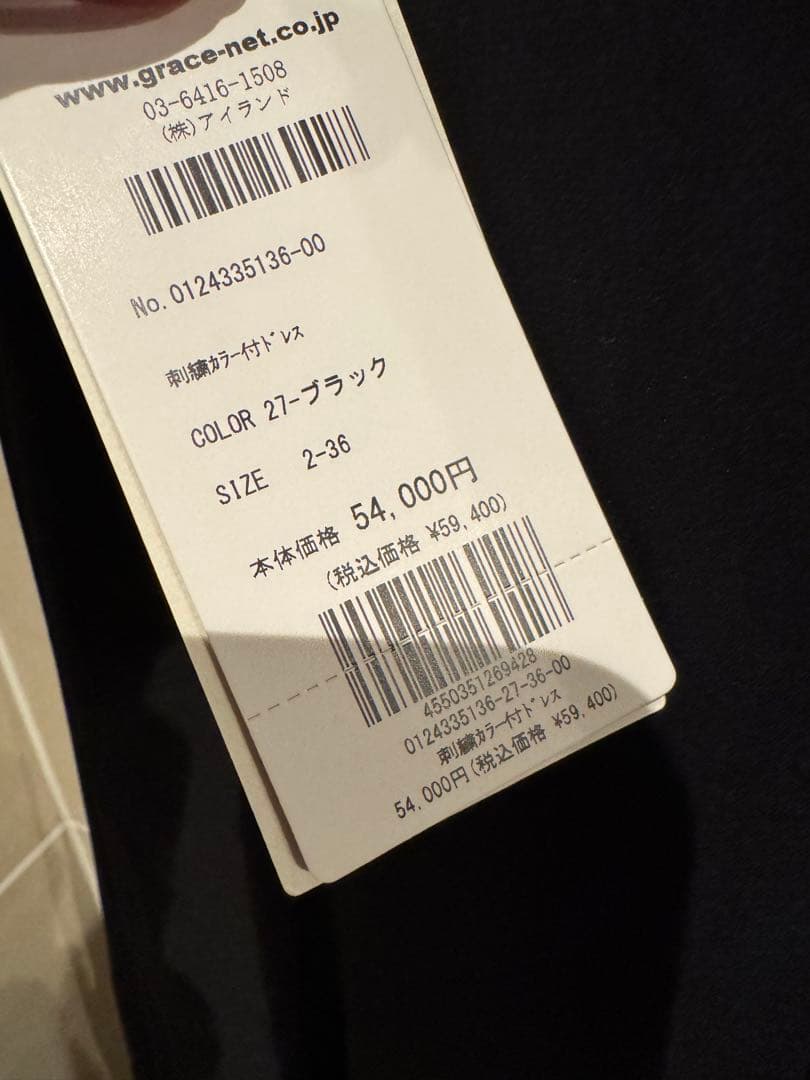 www.grace-net.co.jp
03-6416-1508
(株)アイランド
No.0124335136-00
刺繍ｶﾗｰ付ﾄﾞﾚｽ
COLOR 27-ブラック
SIZE 2-36
本体価格 54,000円
(税込価格 ¥59,400)
4550351269428
0124335136-27-36-00
刺繍ｶﾗｰ付ﾄﾞﾚｽ
54,000円(税込価格 ¥59,400)